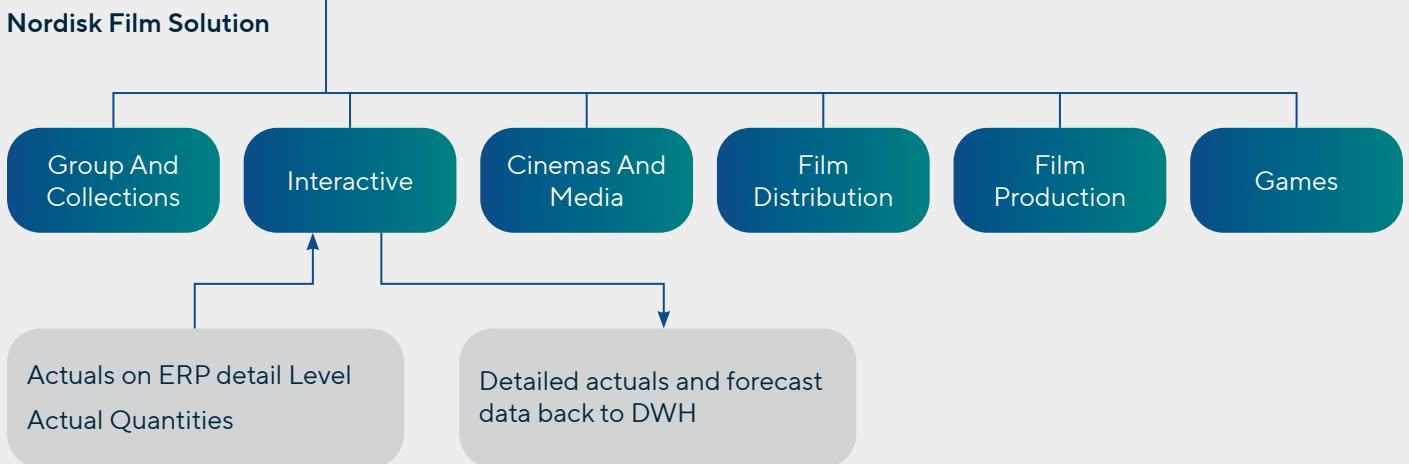 Nordisk Film Solution
Group And
Collections
Interactive
Cinemas And
Media
Film
Distribution
Film
Production
Games
Actuals on ERP detail Level
Actual Quantities
Detailed actuals and forecast
data back to DWH